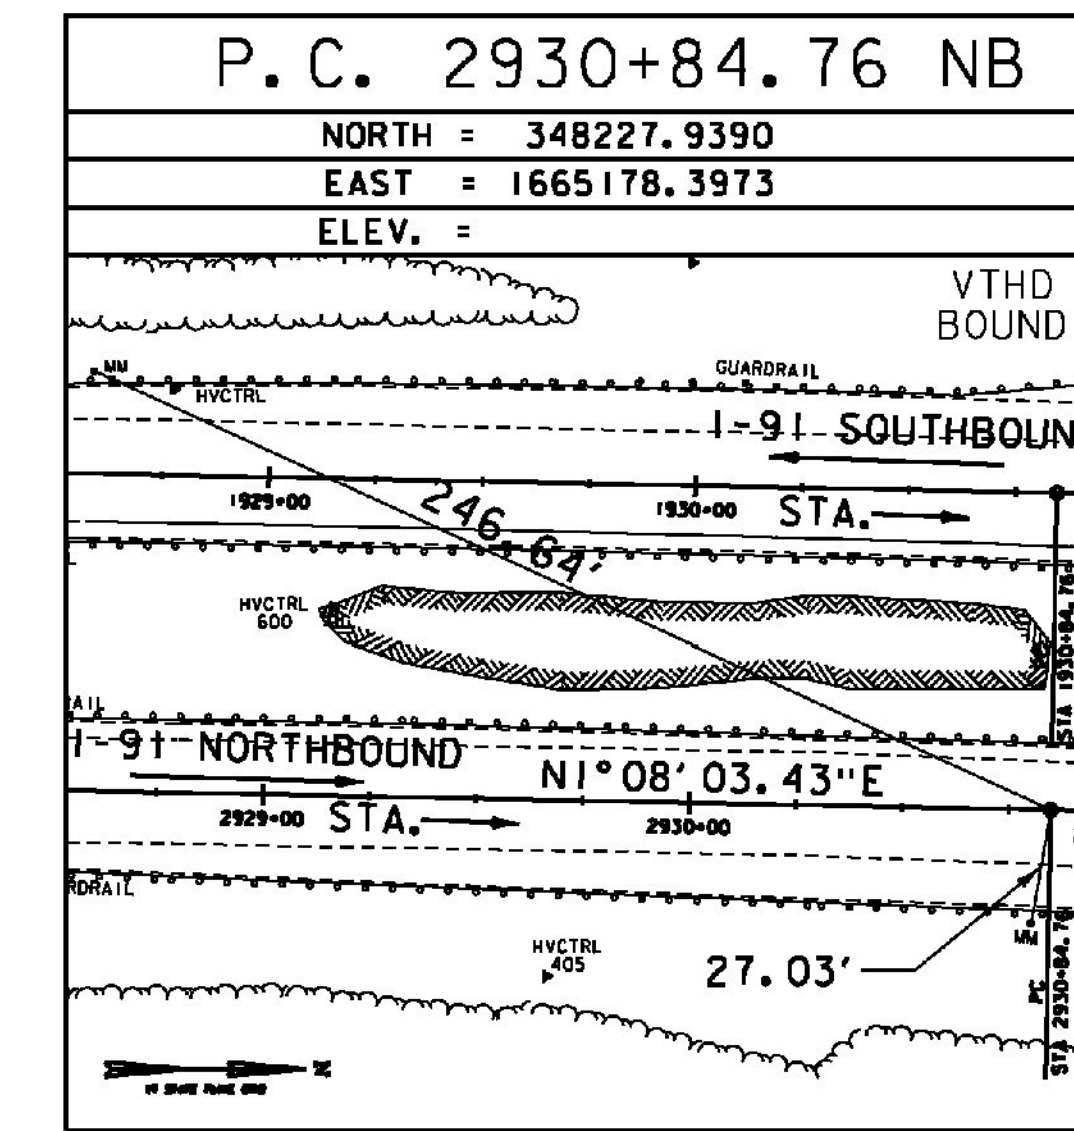 P.C. 2930+84.76 NB
NORTH = 348227.9390
EAST = 1665178.3973
ELEV. =
VTHD
BOUND
MM
GUARDRAIL
HVCTRL
I-91 SOUTHBOUN
1929+00
246.64'
1930+00
STA.
HVCTRL
600
STA 1930+84.76
AIL
I-91 NORTHBOUND
N1°08'03.43"E
2929+00
STA.
2930+00
RDRAIL
MM
HVCTRL
405
27.03'
PC
STA 2930+84.76
N